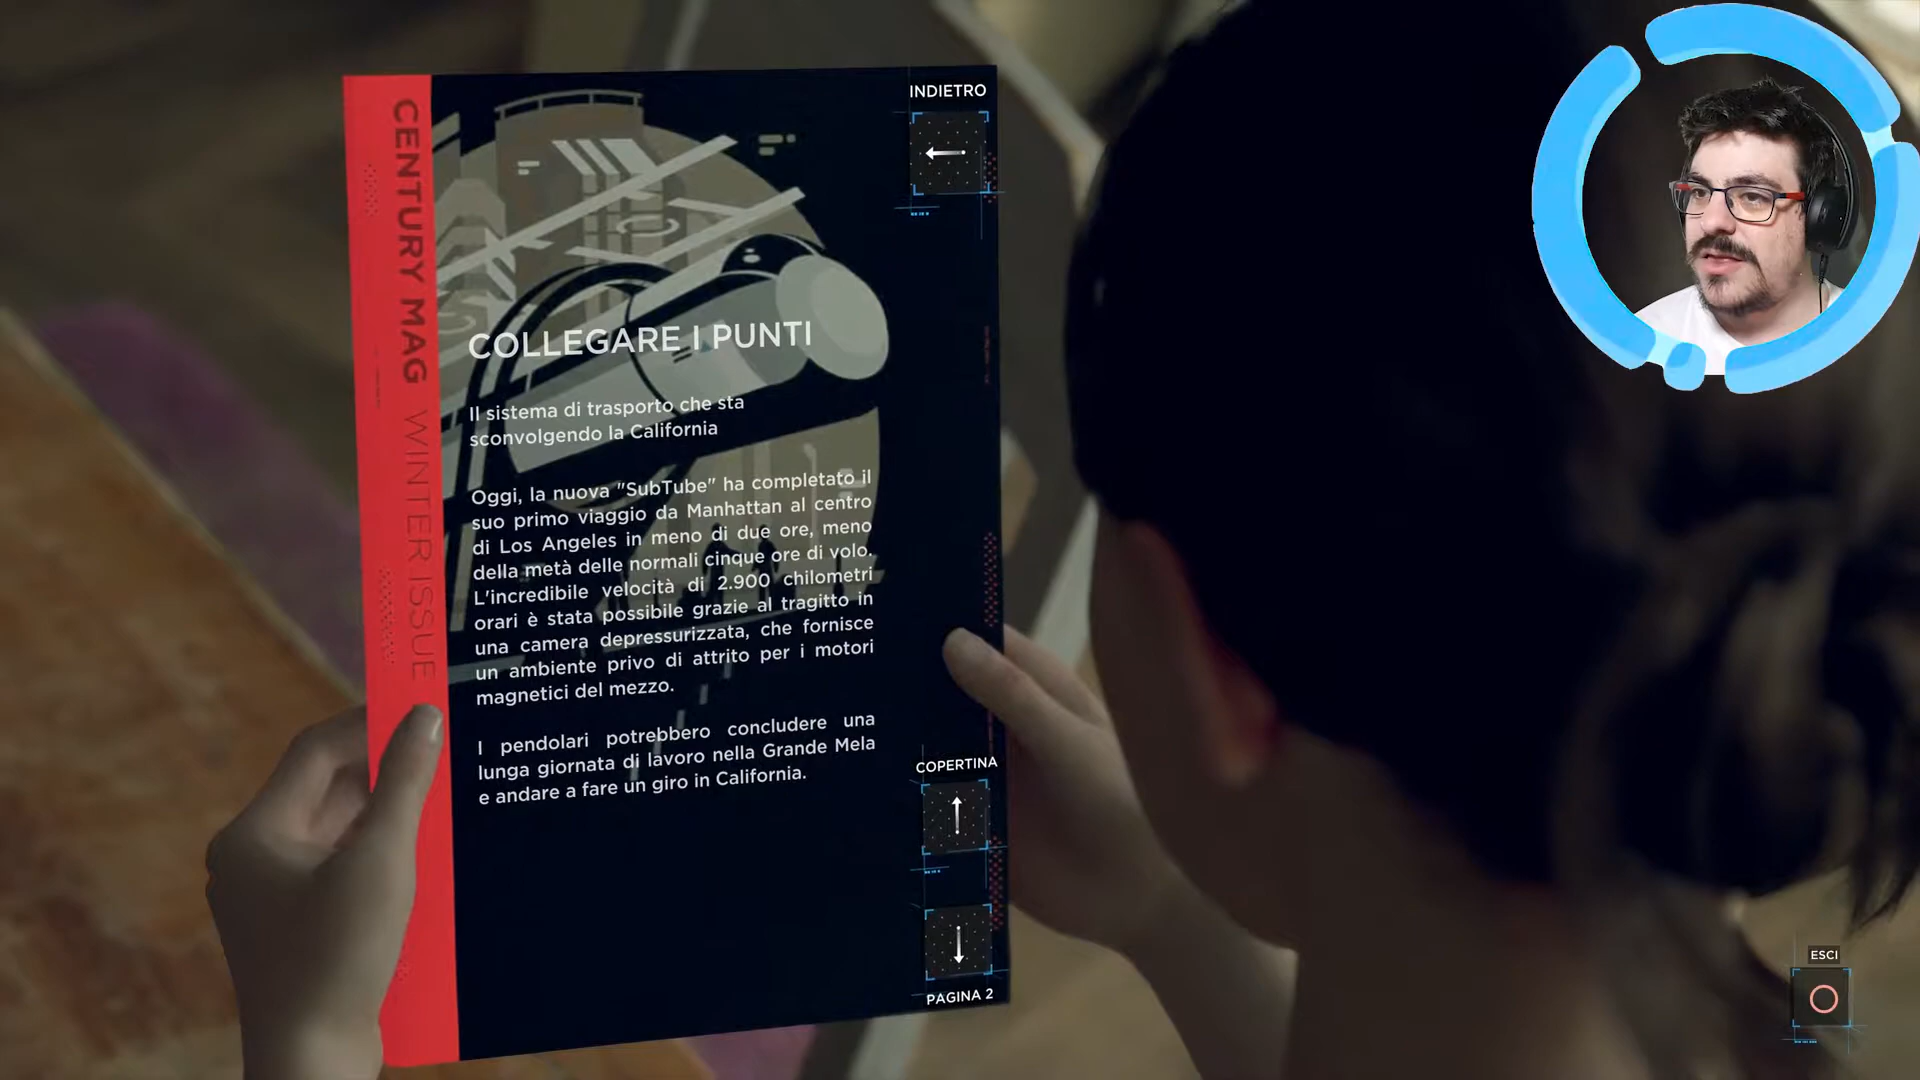 CENTURY MAG WINTER ISSUE
INDIETRO
COLLEGARE I PUNTI
Il sistema di trasporto che sta
sconvolgendo la California
Oggi, la nuova "SubTube" ha completato il
suo primo viaggio da Manhattan al centro
di Los Angeles in meno di due ore, meno
della metà delle normali cinque ore di volo.
L'incredibile velocità di 2.900 chilometri
orari è stata possibile grazie al tragitto in
una camera depressurizzata, che fornisce
un ambiente privo di attrito per i motori
magnetici del mezzo.
I pendolari potrebbero concludere una
lunga giornata di lavoro nella Grande Mela
e andare a fare un giro in California.
COPERTINA
PAGINA 2
ESCI